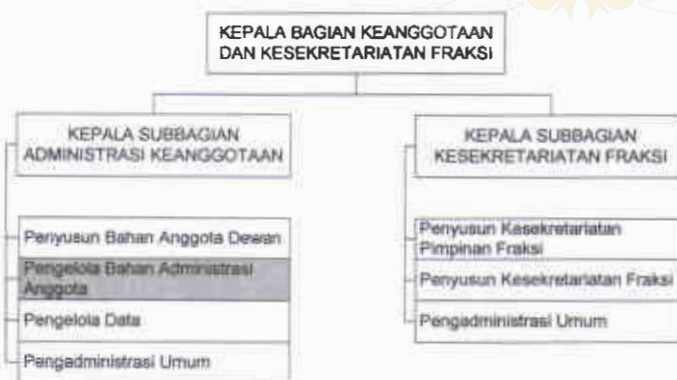 KEPALA BAGIAN KEANGGOTAAN
DAN KESEKRETARIATAN FRAKSI
KEPALA SUBBAGIAN
ADMINISTRASI KEANGGOTAAN
Penyusun Bahan Anggota Dewan
Pengelola Bahan Administrasi
Anggota
Pengelola Data
Pengadministrasi Umum
KEPALA SUBBAGIAN
KESEKRETARIATAN FRAKSI
Penyusun Kesekretariatan
Pimpinan Fraksi
Penyusun Kesekretariatan Fraksi
Pengadministrasi Umum